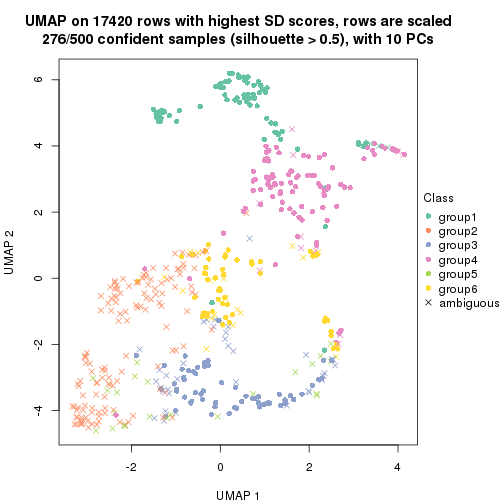 UMAP on 17420 rows with highest SD scores, rows are scaled
276/500 confident samples (silhouette > 0.5), with 10 PCs
6
4
2
0
-2
-4
UMAP 2
-2
0
2
4
UMAP 1
Class
group1
group2
group3
group4
group5
group6
ambiguous